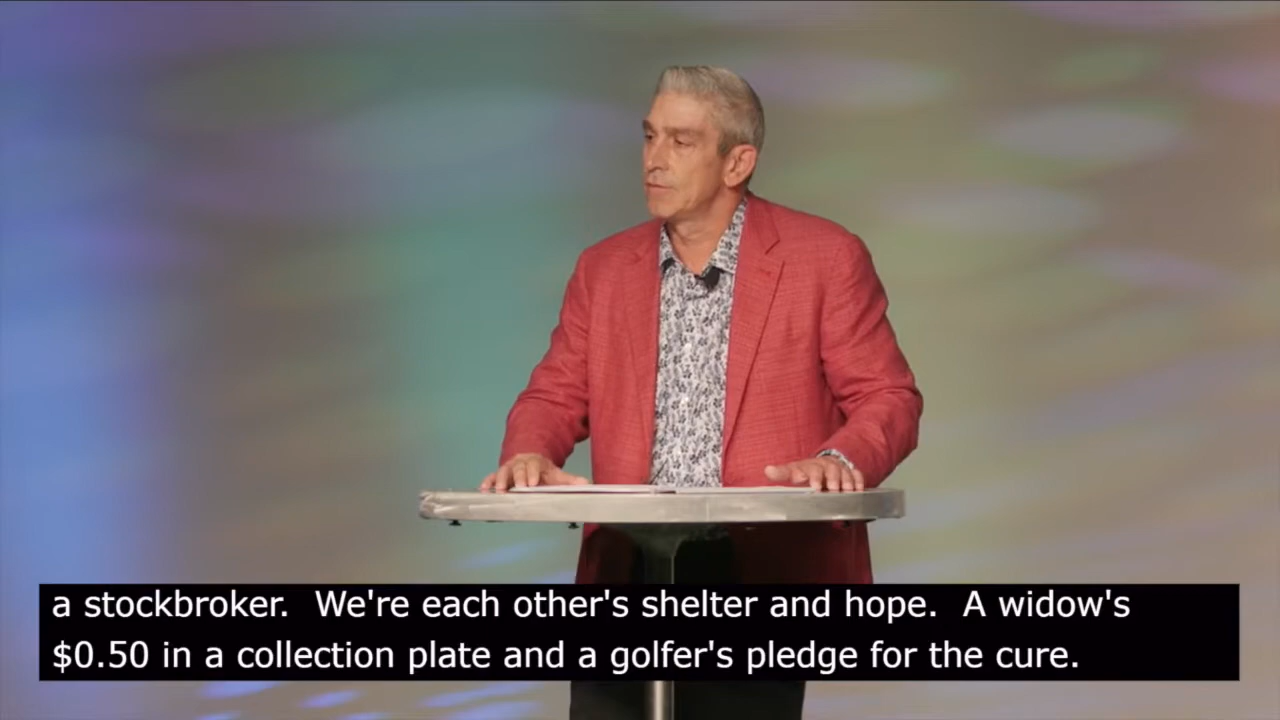 a stockbroker.  We're each other's shelter and hope.  A widow's
$0.50 in a collection plate and a golfer's pledge for the cure.